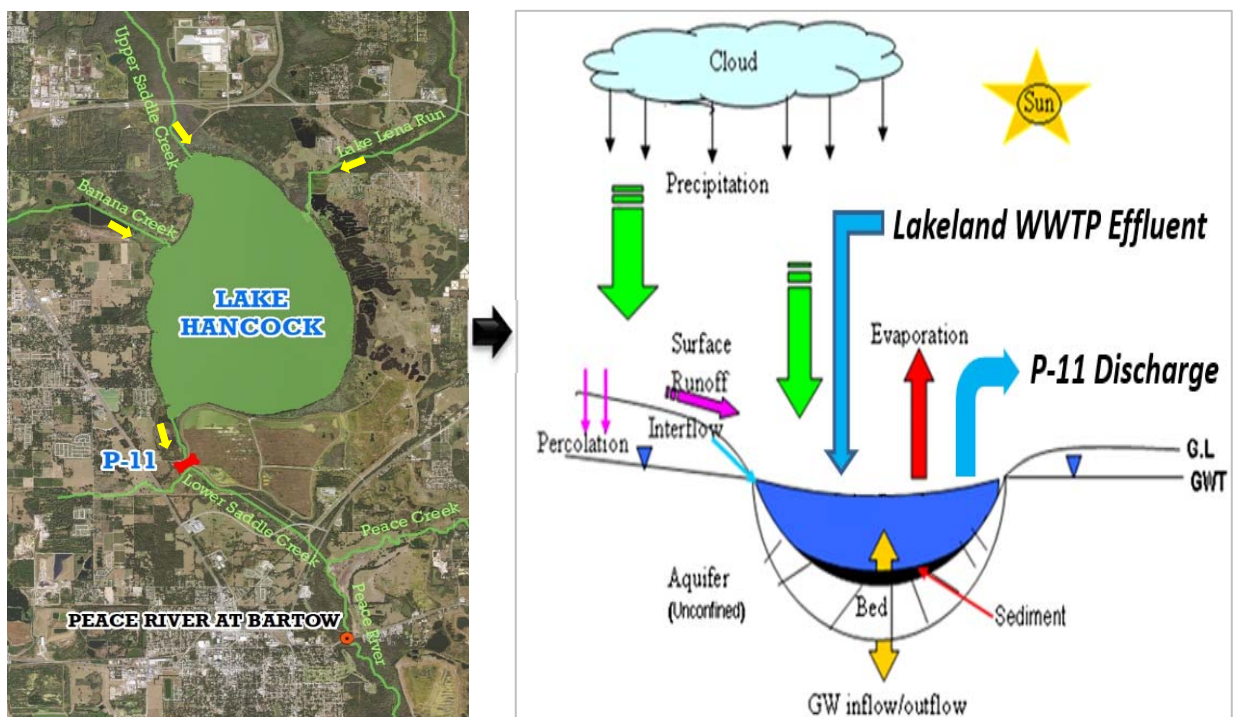 Upper Saddle Creek
Lake Lena Run
Banana Creek
LAKE
HANCOCK
P-11
Lower Saddle Creek
Peace Creek
PEACE RIVER AT BARTOW
Peace River
Cloud
Sun
Precipitation
Lakeland WWTP Effluent
Surface
Runoff
Evaporation
P-11 Discharge
Interflow
Percolation
G.L
GWT
Aquifer
(Unconfined)
Bed
Sediment
GW inflow/outflow